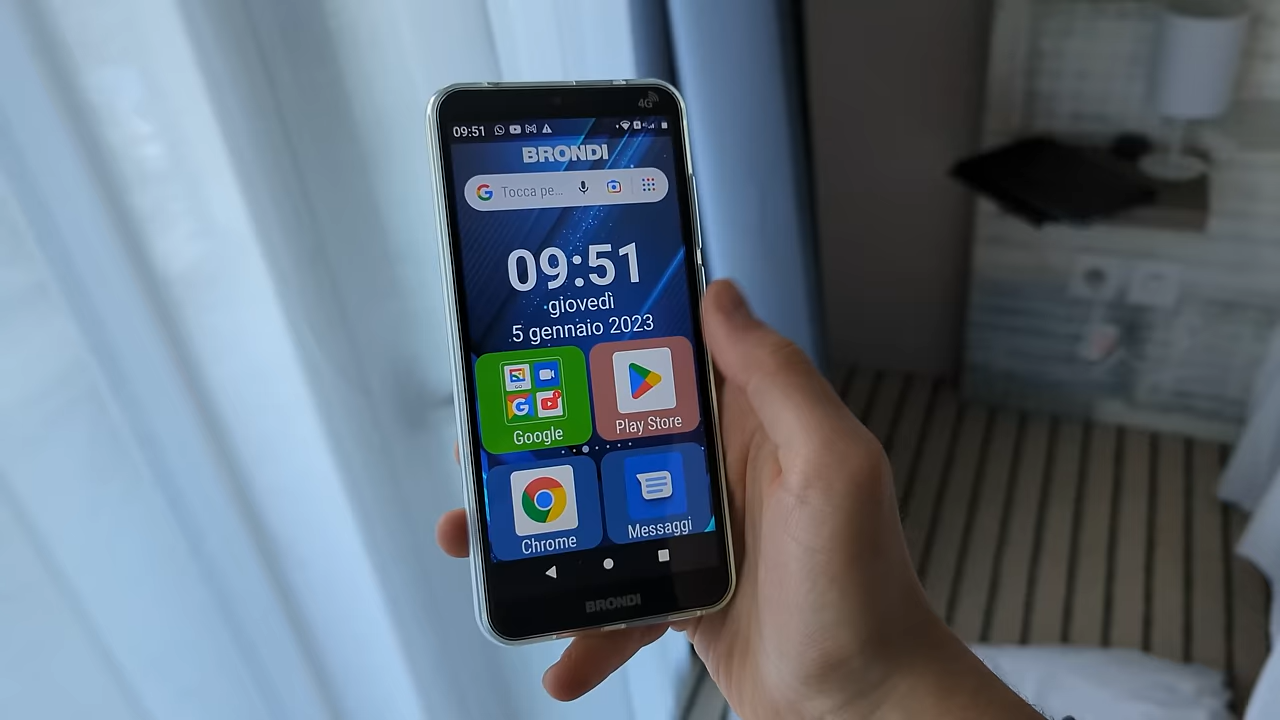 4G
09:51
BRONDI
Tocca pe...
09:51
giovedì
5 gennaio 2023
Google
Play Store
Chrome
Messaggi
BRONDI